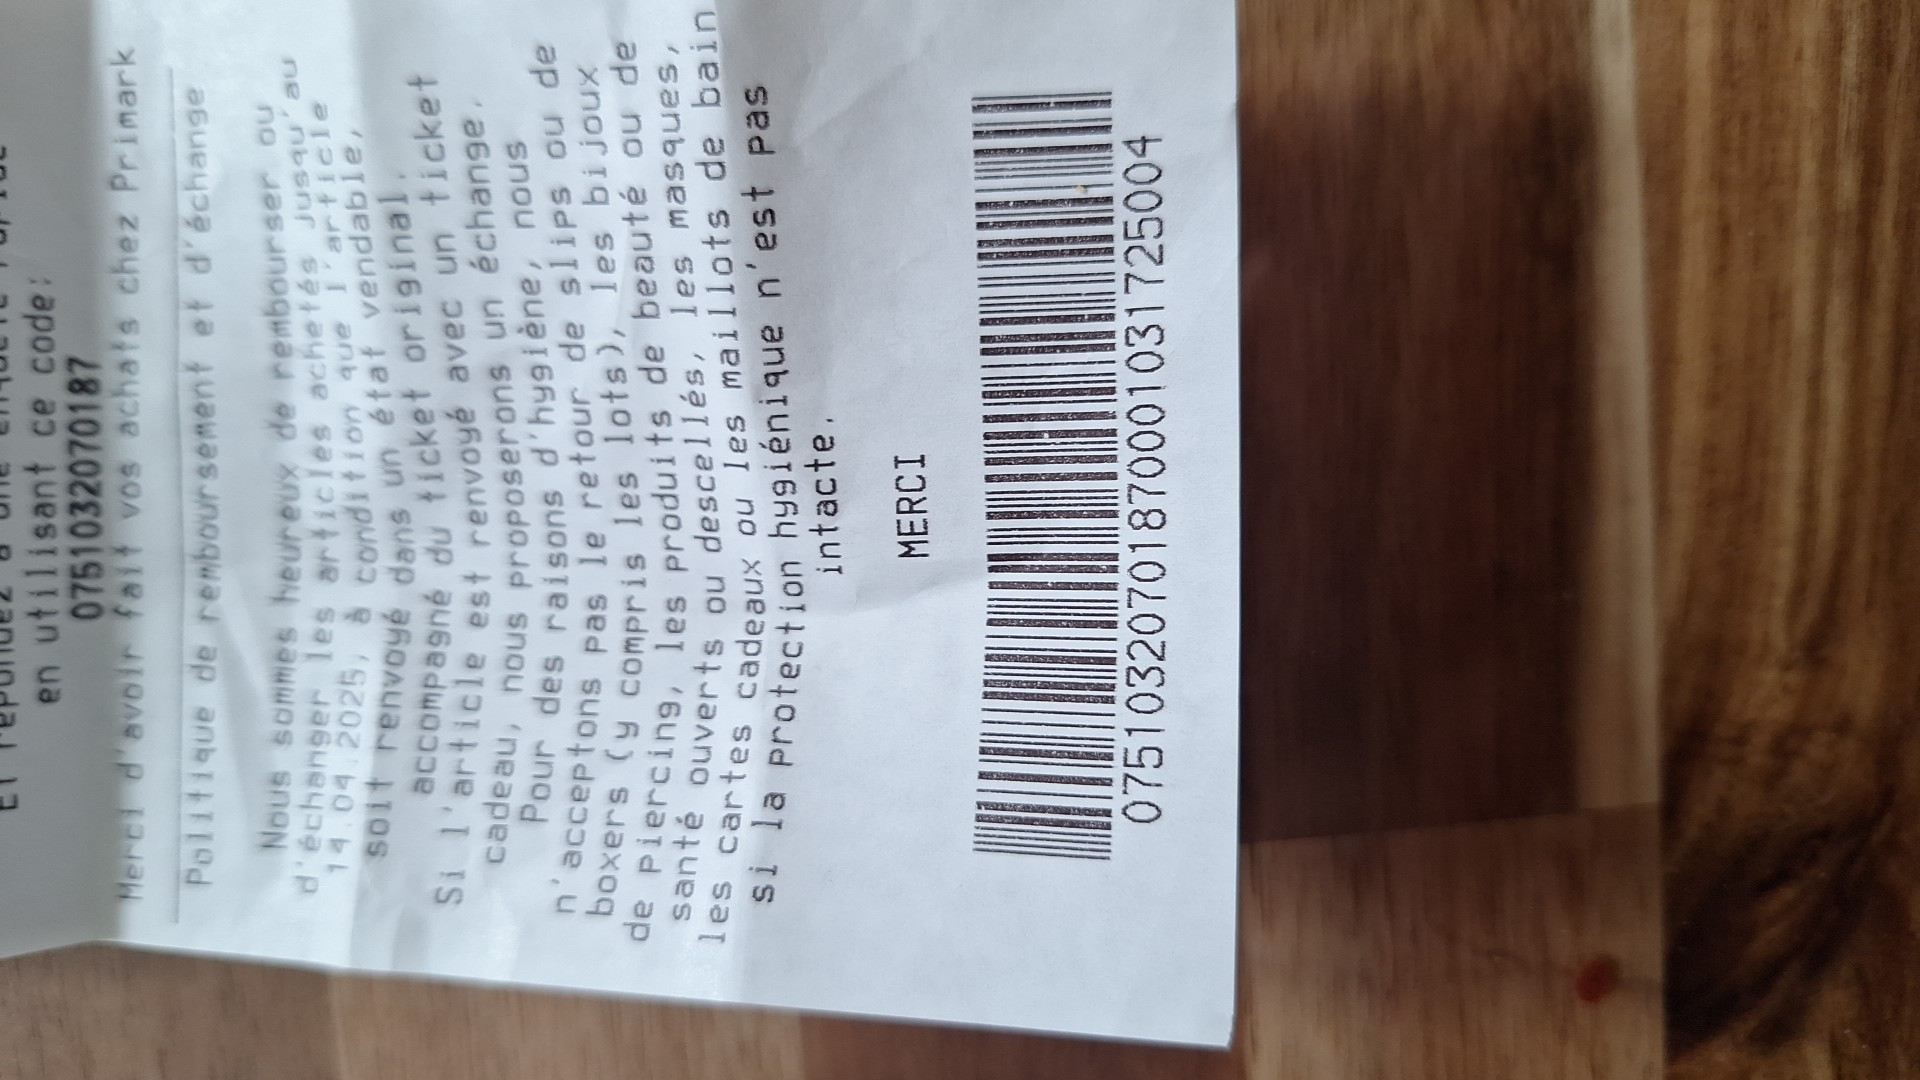 en utilisant ce code:
0751032070187
Merci d'avoir fait vos achats chez Primark
Politique de remboursement et d'échange
Nous sommes heureux de rembourser ou
d'échanger les articles achetés jusqu'au
14.04.2025, à condition que l'article
soit renvoyé dans un état vendable,
accompagné du ticket original.
Si l'article est renvoyé avec un ticket
cadeau, nous proposerons un échange.
Pour des raisons d'hygiène, nous
n'acceptons pas le retour de slips ou de
boxers (y compris les lots), les bijoux
de piercing, les produits de beauté ou de
santé ouverts ou descellés, les masques,
les cartes cadeaux ou les maillots de bain
si la protection hygiénique n'est pas
intacte.
MERCI
07510320701870001031725004